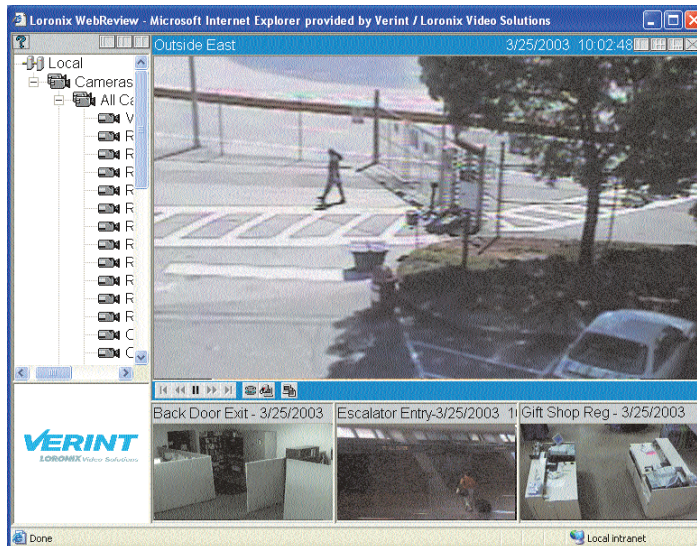 Loronix WebReview - Microsoft Internet Explorer provided by Verint / Loronix Video Solutions
?
Outside East 3/25/2003 10:02:48
Local
Cameras
All Ca
V
R
R
R
R
R
R
R
R
R
R
R
C
C
Back Door Exit - 3/25/2003
Escalator Entry-3/25/2003 1
Gift Shop Reg - 3/25/2003
VERINT
LORONIX Video Solutions
Done
Local intranet